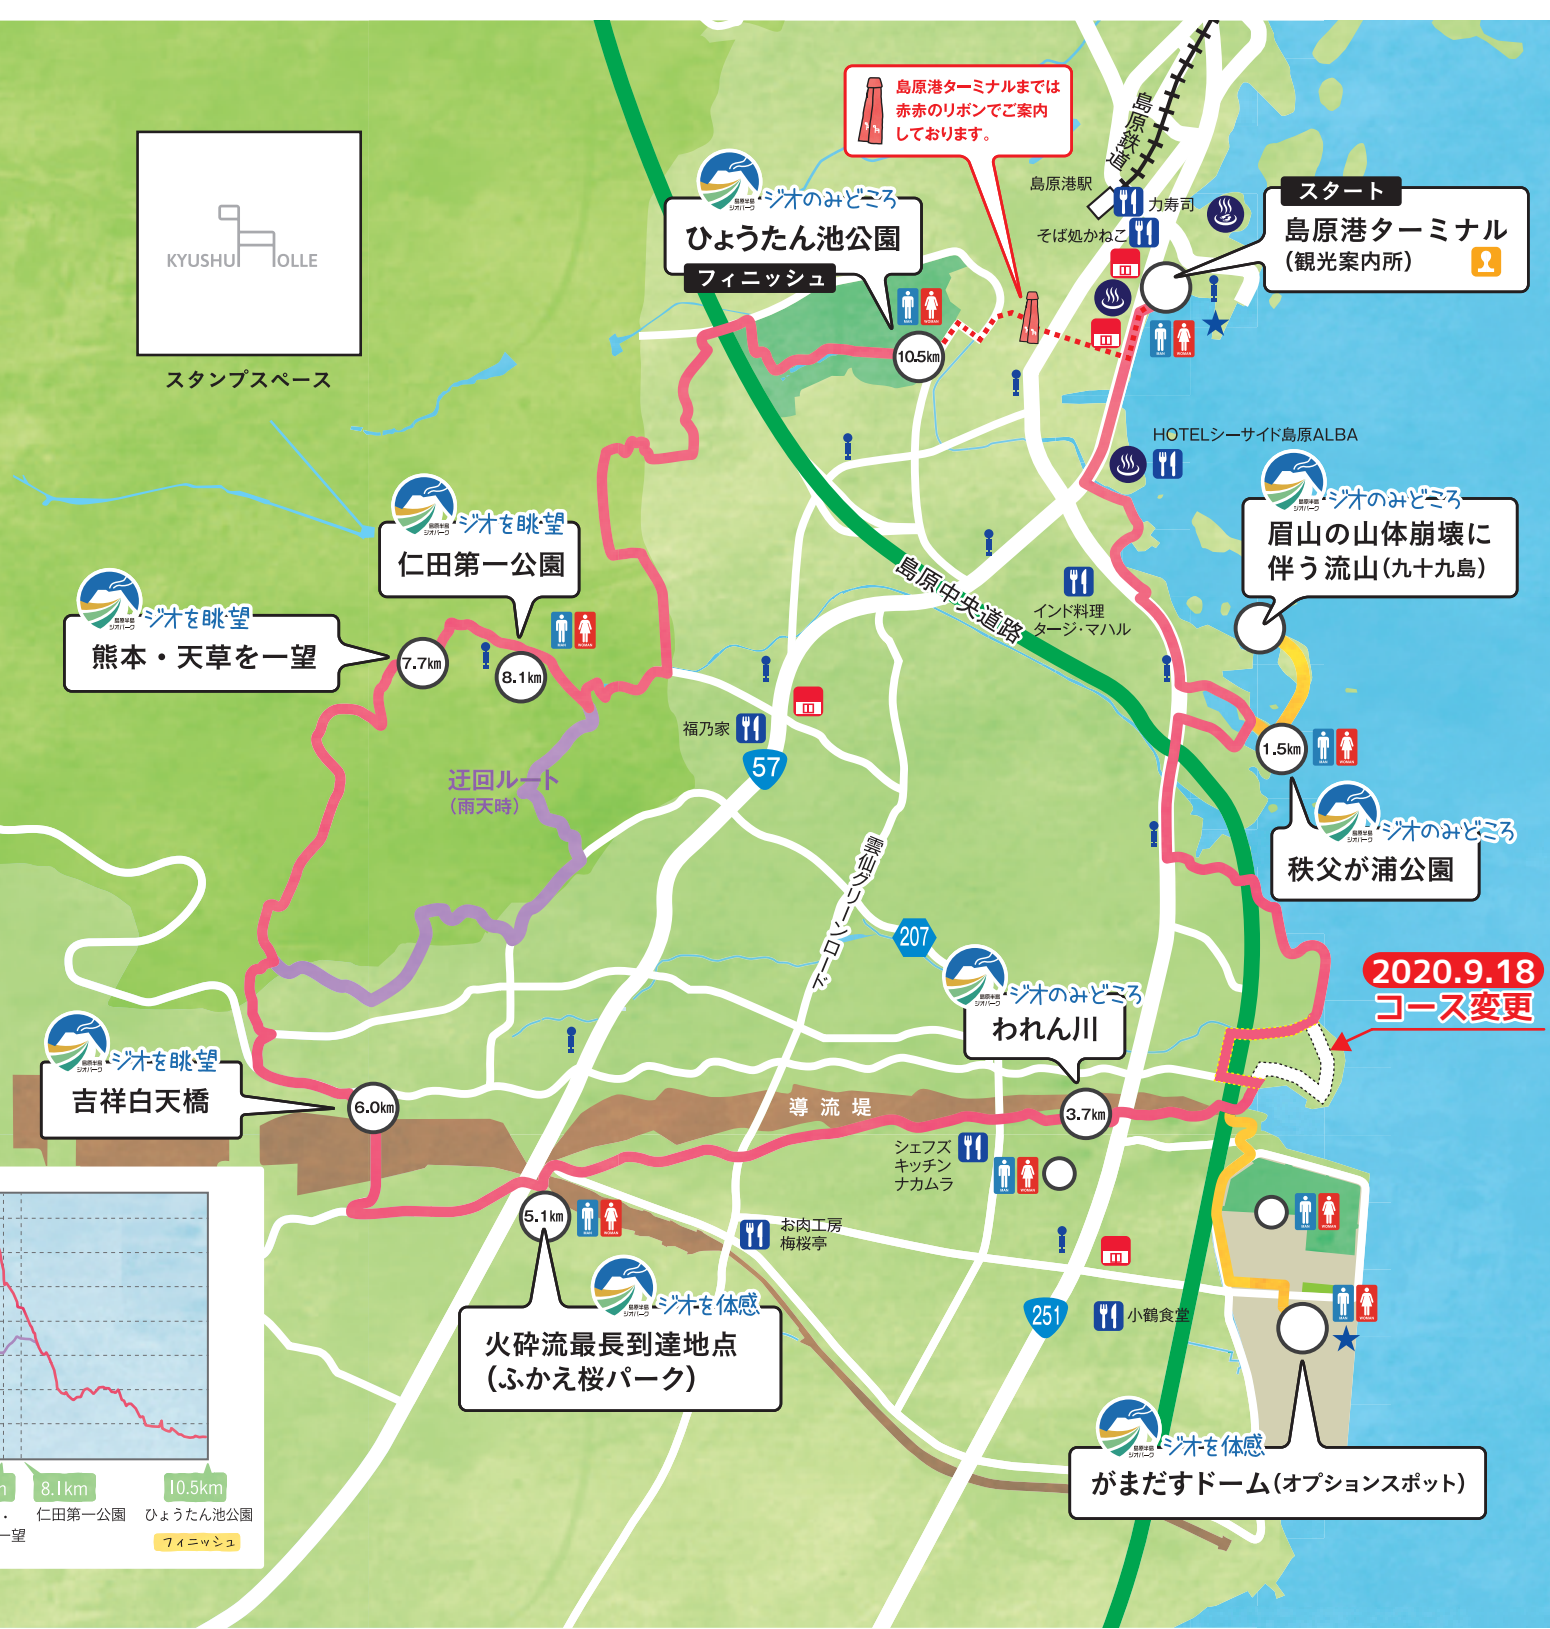 島原港ターミナルまでは
赤赤のリボンでご案内
しております。
島原鉄道
島原港駅
力寿司
そば処かねこ
スタート
島原港ターミナル
(観光案内所)
KYUSHU OLLE
スタンプスペース
ジオのみどころ
ひょうたん池公園
フィニッシュ
MAN WOMAN
10.5km
MAN WOMAN
HOTELシーサイド島原ALBA
ジオのみどころ
眉山の山体崩壊に
伴う流山(九十九島)
ジオを眺望
仁田第一公園
島原中央道路
インド料理
タージ・マハル
ジオを眺望
熊本・天草を一望
7.7km
8.1km
MAN WOMAN
福乃家
57
迂回ルート
(雨天時)
1.5km
MAN WOMAN
ジオのみどころ
秩父が浦公園
雲仙グリーンロード
207
2020.9.18
コース変更
ジオのみどころ
われん川
ジオを眺望
吉祥白天橋
6.0km
導流堤
3.7km
シェフズ
キッチン
ナカムラ
MAN WOMAN
5.1km
MAN WOMAN
お肉工房
梅桜亭
MAN WOMAN
ジオを体感
火砕流最長到達地点
(ふかえ桜パーク)
251
小鶴食堂
MAN WOMAN
ジオを体感
がまだすドーム(オプションスポット)
m
8.1km
10.5km
・
一望
仁田第一公園
ひょうたん池公園
フィニッシュ